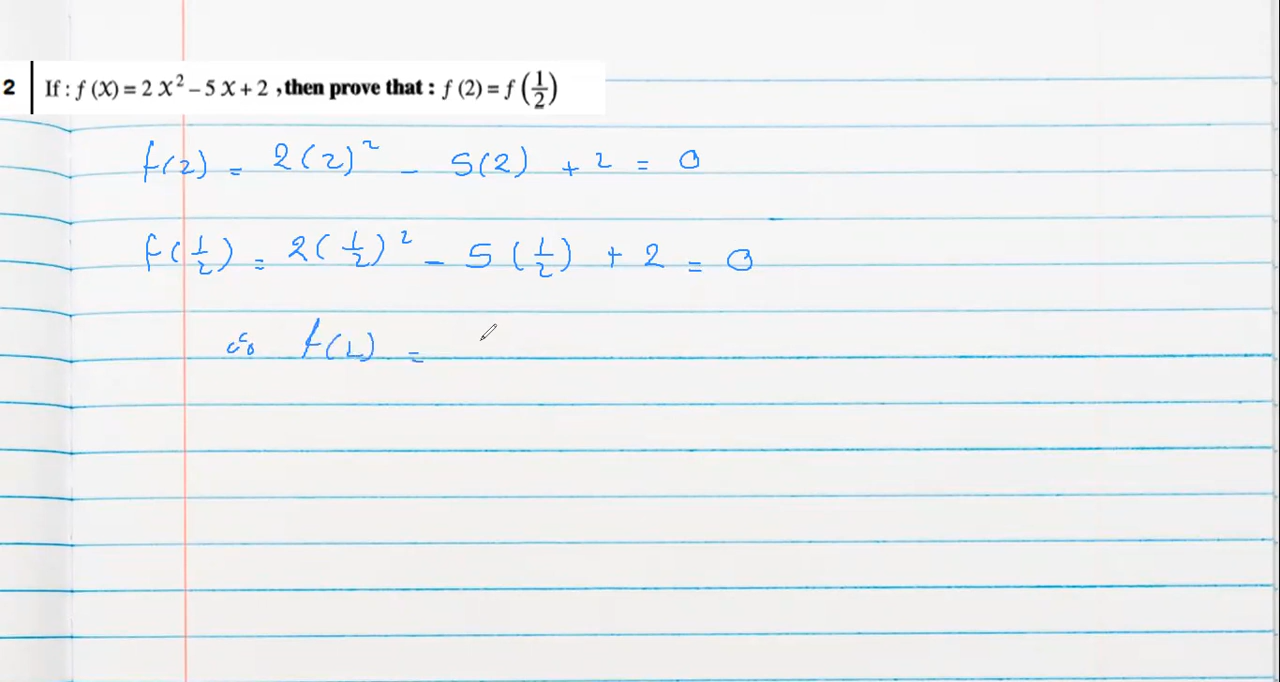 2 If : f (X) = 2 X² – 5 X + 2 , then prove that : f (2) = f (1/2)
f(2) = 2(2)² - 5(2) + 2 = 0
f(1/2) = 2(1/2)² - 5(1/2) + 2 = 0
∴ f(2) =